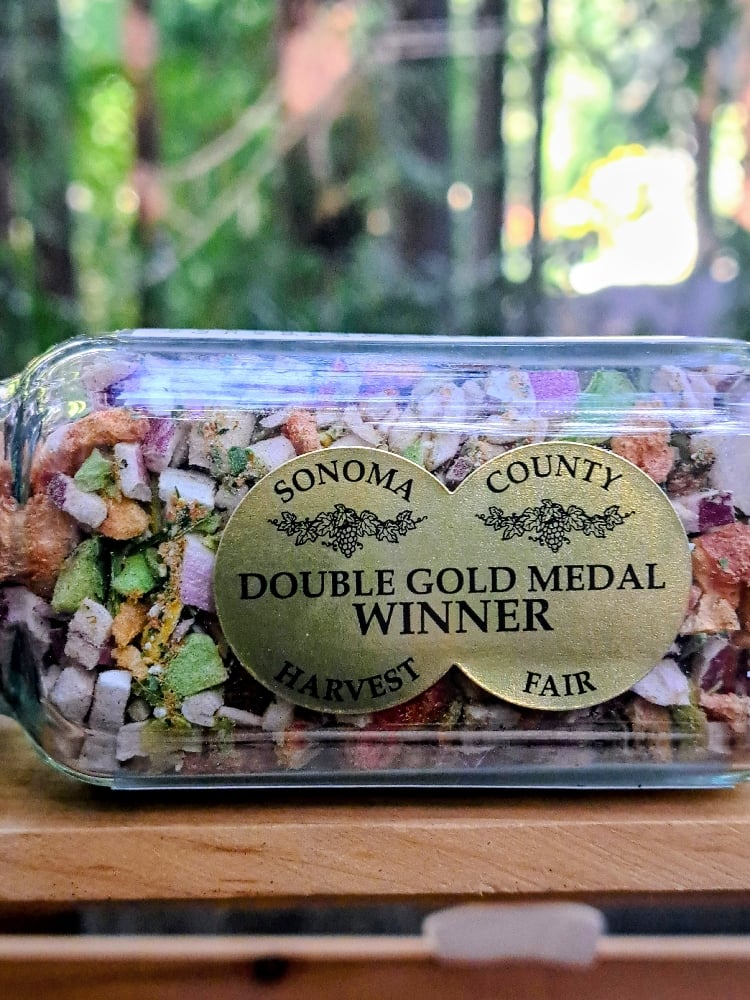 SONOMA COUNTY
DOUBLE GOLD MEDAL
WINNER
HARVEST FAIR